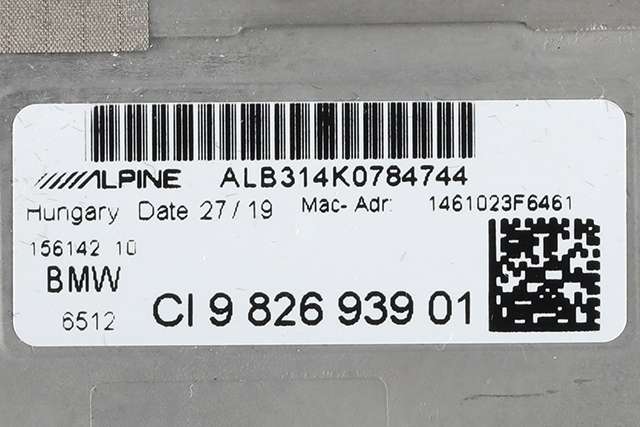 ALPINE ALB314K0784744
Hungary Date 27/19 Mac- Adr: 1461023F6461
156142 10
BMW
6512 CI 9 826 939 01